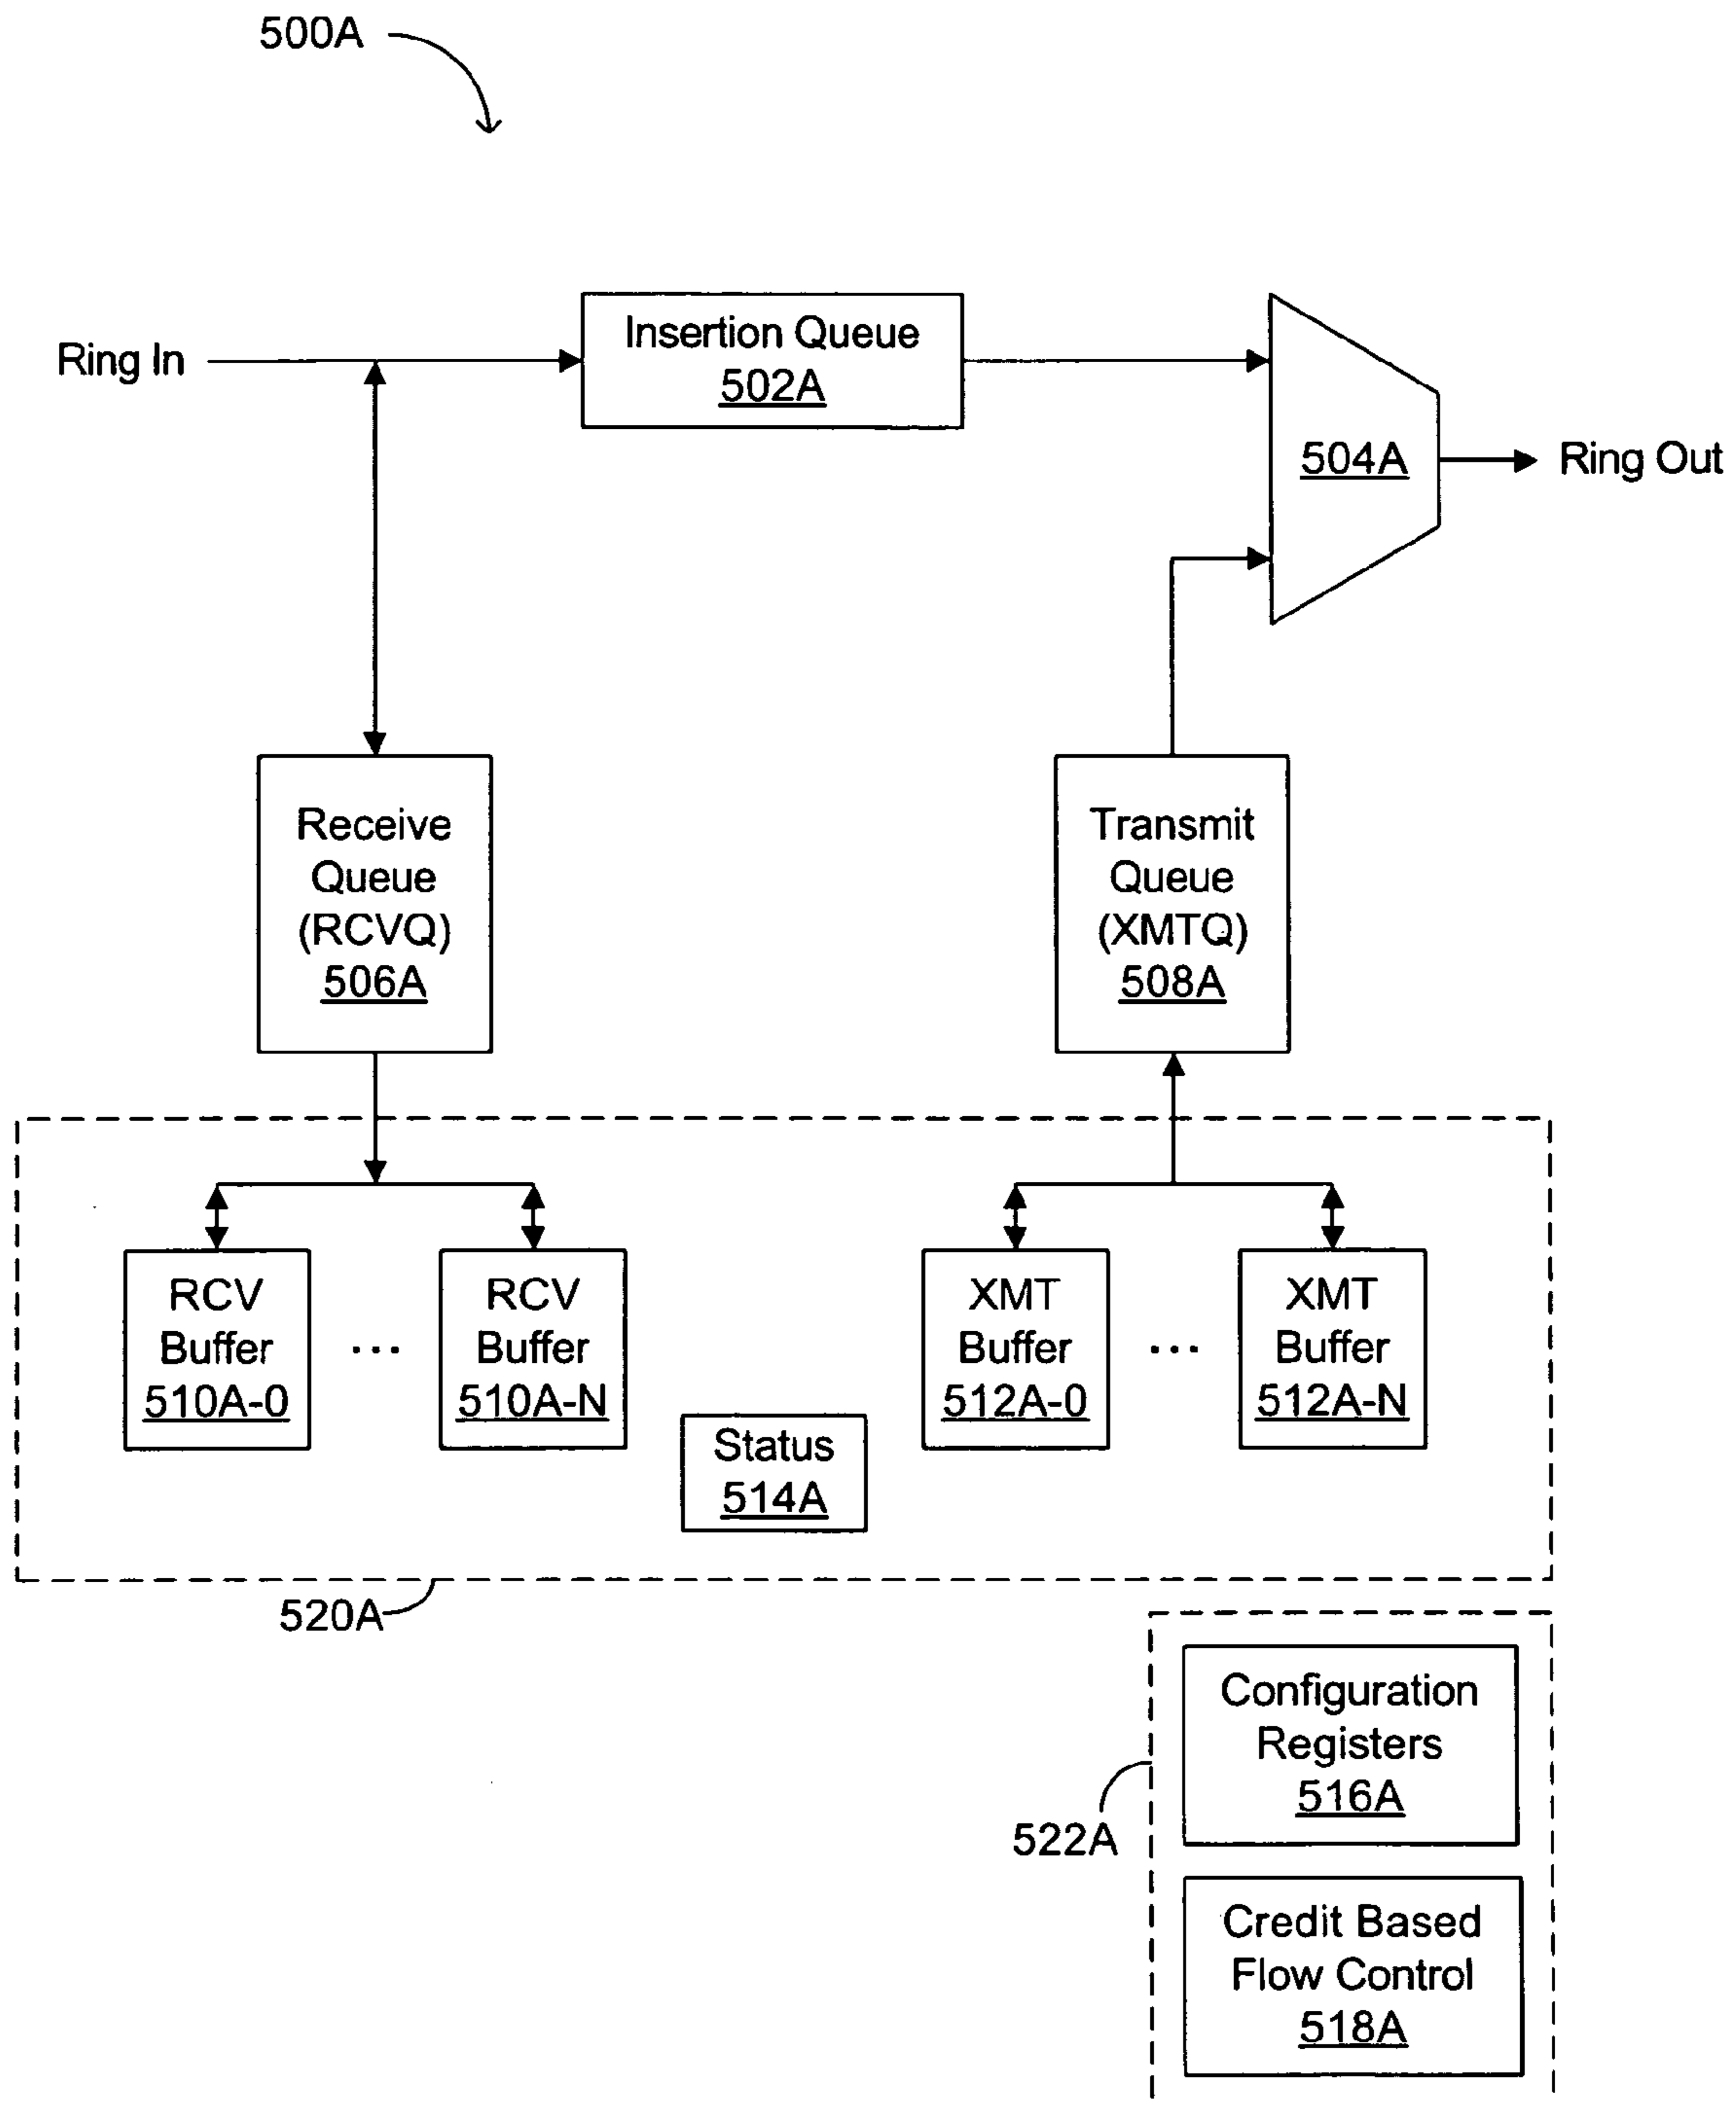 500A
Ring In
Insertion Queue
502A
504A
Ring Out
Receive
Queue
(RCVQ)
506A
Transmit
Queue
(XMTQ)
508A
RCV
Buffer
510A-0
...
RCV
Buffer
510A-N
Status
514A
XMT
Buffer
512A-0
...
XMT
Buffer
512A-N
520A
Configuration
Registers
516A
522A
Credit Based
Flow Control
518A